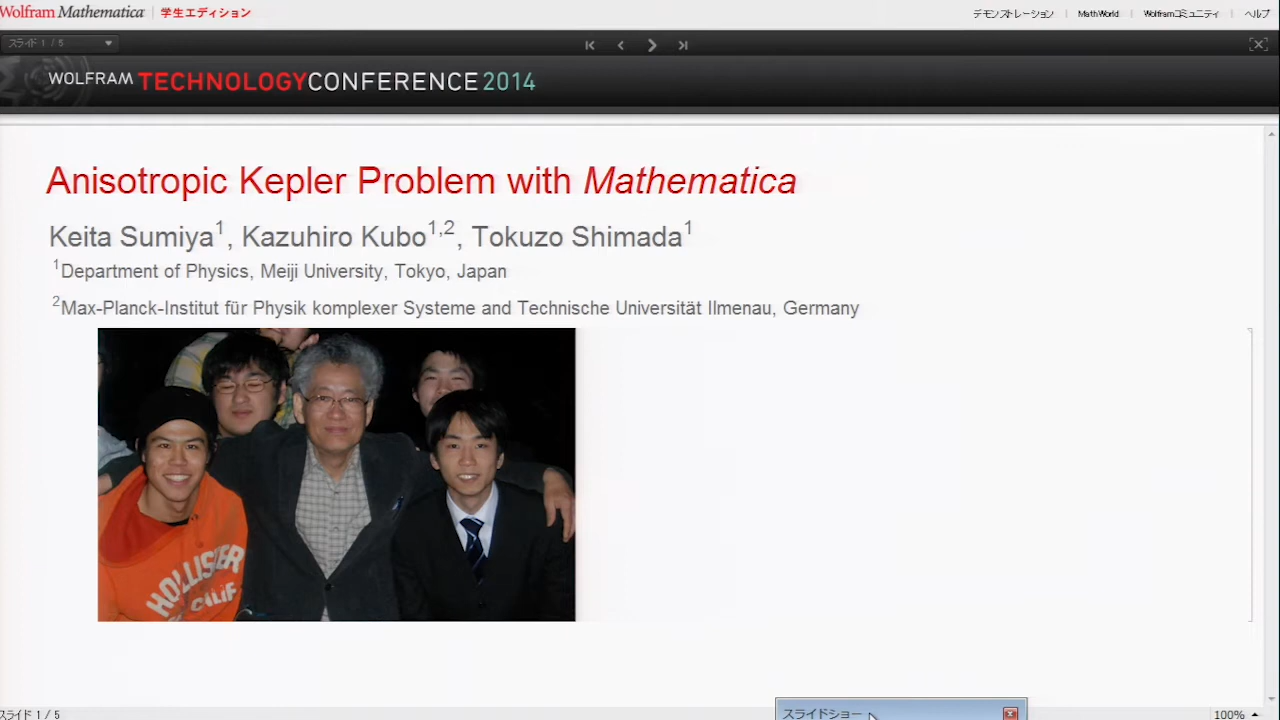 Wolfram Mathematica | 学生エディション
デモンストレーション | MathWorld | Wolframコミュニティ | ヘルプ
スライド 1 / 5
WOLFRAM TECHNOLOGYCONFERENCE 2014
Anisotropic Kepler Problem with Mathematica
Keita Sumiya1, Kazuhiro Kubo1,2, Tokuzo Shimada1
1Department of Physics, Meiji University, Tokyo, Japan
2Max-Planck-Institut für Physik komplexer Systeme and Technische Universität Ilmenau, Germany
HOLLISTER
CALIF
スライドショー
スライド 1 / 5
100%